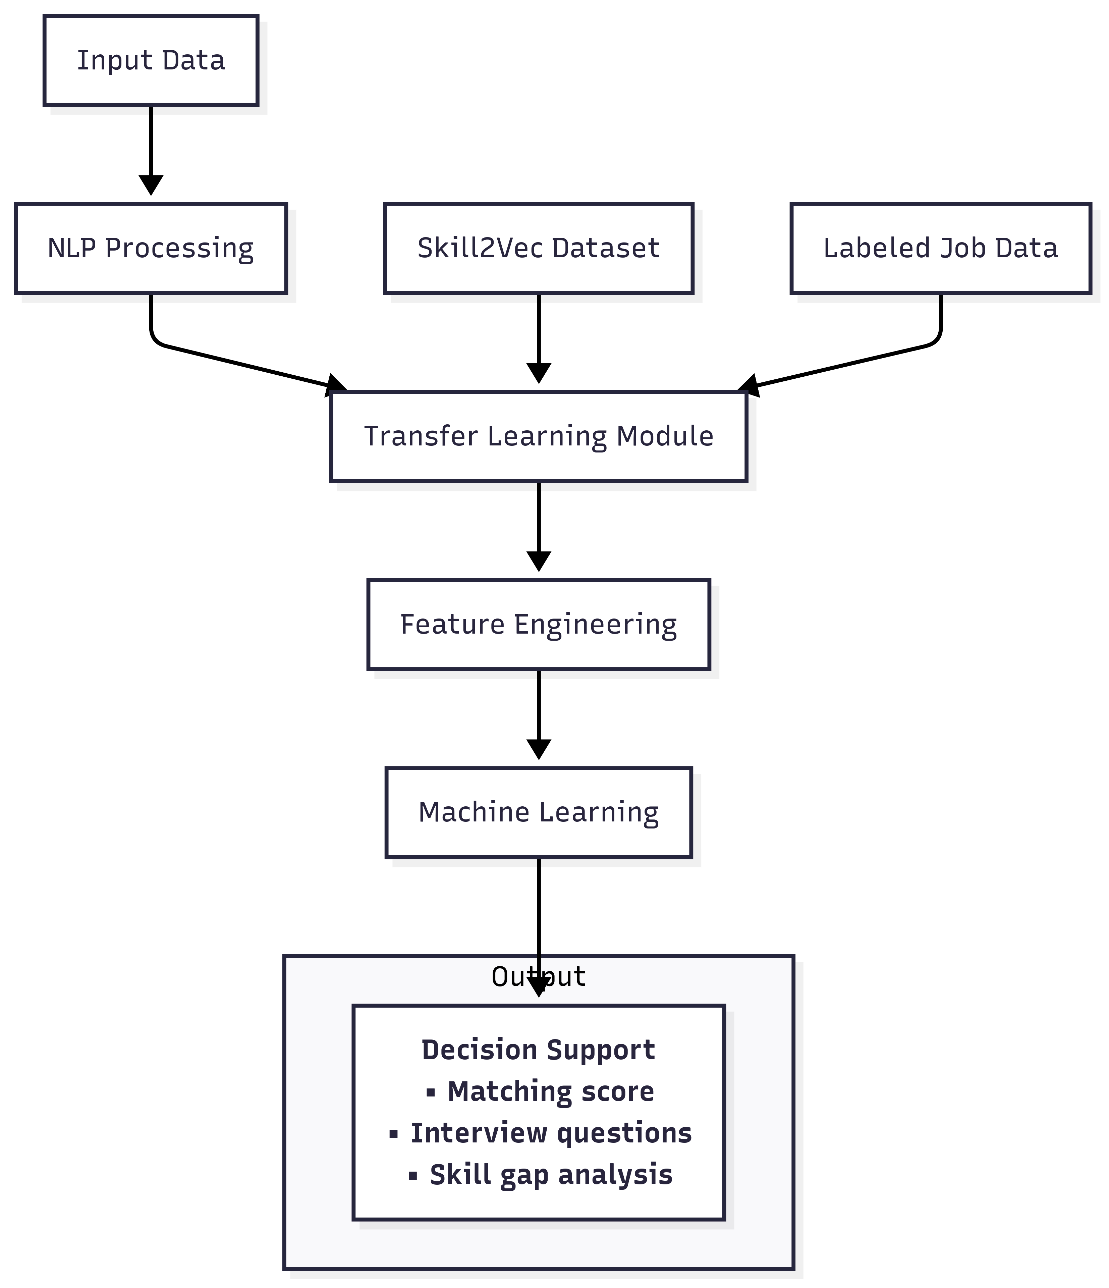 Input Data
NLP Processing
Skill2Vec Dataset
Labeled Job Data
Transfer Learning Module
Feature Engineering
Machine Learning
Output
Decision Support
▪ Matching score
▪ Interview questions
▪ Skill gap analysis